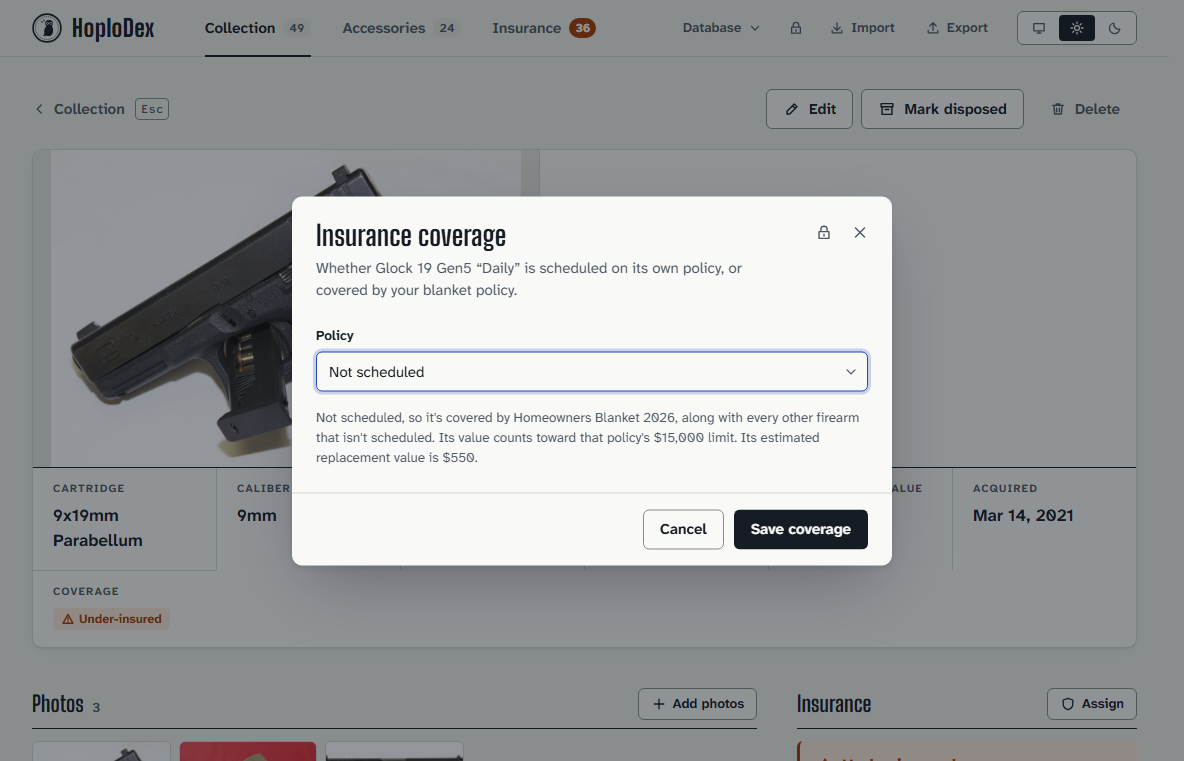 HoploDex
Collection 49
Accessories 24
Insurance 36
Database
Import
Export
Collection Esc
Edit
Mark disposed
Delete
Insurance coverage
Whether Glock 19 Gen5 “Daily” is scheduled on its own policy, or
covered by your blanket policy.
Policy
Not scheduled
Not scheduled, so it's covered by Homeowners Blanket 2026, along with every other firearm
that isn't scheduled. Its value counts toward that policy's $15,000 limit. Its estimated
replacement value is $550.
Cancel
Save coverage
CARTRIDGE
9x19mm
Parabellum
CALIBER
9mm
ACQUIRED
Mar 14, 2021
COVERAGE
Under-insured
Photos 3
Add photos
Insurance
Assign